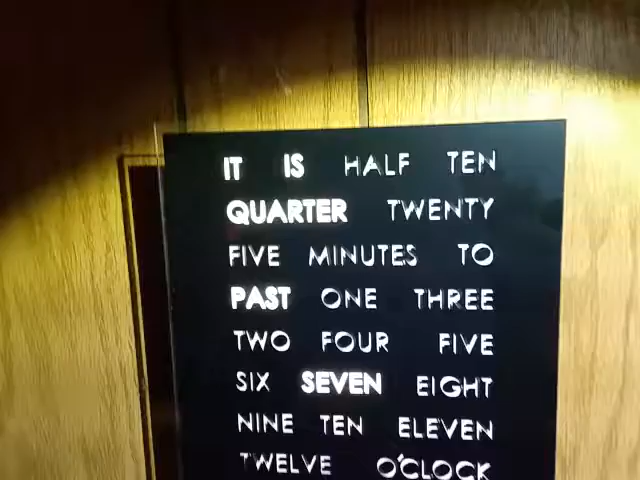 IT IS HALF TEN
QUARTER TWENTY
FIVE MINUTES TO
PAST ONE THREE
TWO FOUR FIVE
SIX SEVEN EIGHT
NINE TEN ELEVEN
TWELVE O'CLOCK